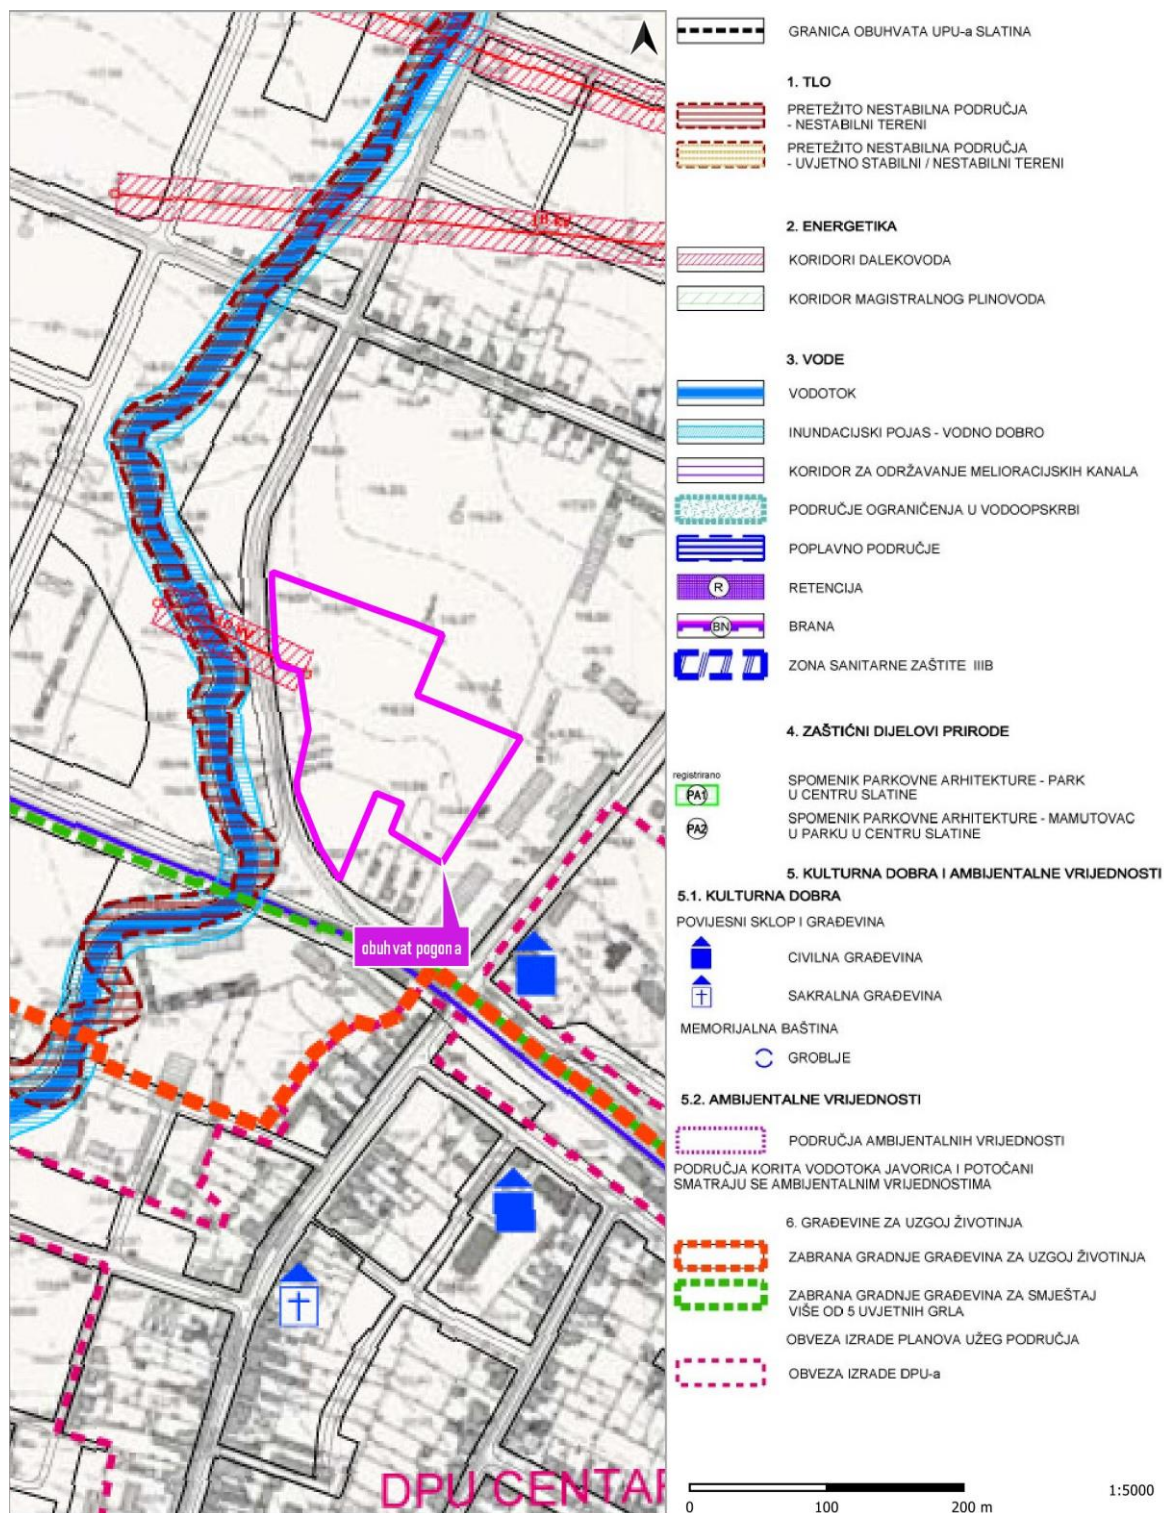 10 kV
10 kV
obuhvat pogona
DPU CENTAR
GRANICA OBUHVATA UPU-a SLATINA
1. TLO
PRETEŽITO NESTABILNA PODRUČJA
- NESTABILNI TERENI
PRETEŽITO NESTABILNA PODRUČJA
- UVJETNO STABILNI / NESTABILNI TERENI
2. ENERGETIKA
KORIDORI DALEKOVODA
KORIDOR MAGISTRALNOG PLINOVODA
3. VODE
VODOTOK
INUNDACIJSKI POJAS - VODNO DOBRO
KORIDOR ZA ODRŽAVANJE MELIORACIJSKIH KANALA
PODRUČJE OGRANIČENJA U VODOOPSKRBI
POPLAVNO PODRUČJE
R
RETENCIJA
BN
BRANA
ZONA SANITARNE ZAŠTITE IIIB
4. ZAŠTIĆNI DIJELOVI PRIRODE
registrirano
PA1
SPOMENIK PARKOVNE ARHITEKTURE - PARK
U CENTRU SLATINE
PA2
SPOMENIK PARKOVNE ARHITEKTURE - MAMUTOVAC
U PARKU U CENTRU SLATINE
5. KULTURNA DOBRA I AMBIJENTALNE VRIJEDNOSTI
5.1. KULTURNA DOBRA
POVIJESNI SKLOP I GRAĐEVINA
CIVILNA GRAĐEVINA
SAKRALNA GRAĐEVINA
MEMORIJALNA BAŠTINA
GROBLJE
5.2. AMBIJENTALNE VRIJEDNOSTI
PODRUČJA AMBIJENTALNIH VRIJEDNOSTI
PODRUČJA KORITA VODOTOKA JAVORICA I POTOČANI
SMATRAJU SE AMBIJENTALNIM VRIJEDNOSTIMA
6. GRAĐEVINE ZA UZGOJ ŽIVOTINJA
ZABRANA GRADNJE GRAĐEVINA ZA UZGOJ ŽIVOTINJA
ZABRANA GRADNJE GRAĐEVINA ZA SMJEŠTAJ
VIŠE OD 5 UVJETNIH GRLA
OBVEZA IZRADE PLANOVA UŽEG PODRUČJA
OBVEZA IZRADE DPU-a
0 100 200 m
1:5000